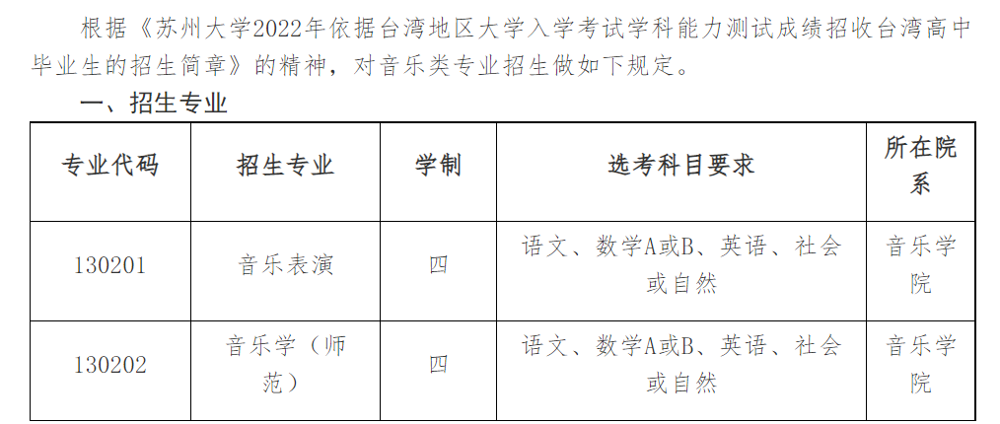 根据《苏州大学2022年依据台湾地区大学入学考试学科能力测试成绩招收台湾高中
毕业生的招生简章》的精神，对音乐类专业招生做如下规定。
一、招生专业
专业代码 招生专业 学制 选考科目要求 所在院
系
130201 音乐表演 四 语文、数学A或B、英语、社会
或自然 音乐学
院
130202 音乐学（师
范） 四 语文、数学A或B、英语、社会
或自然 音乐学
院